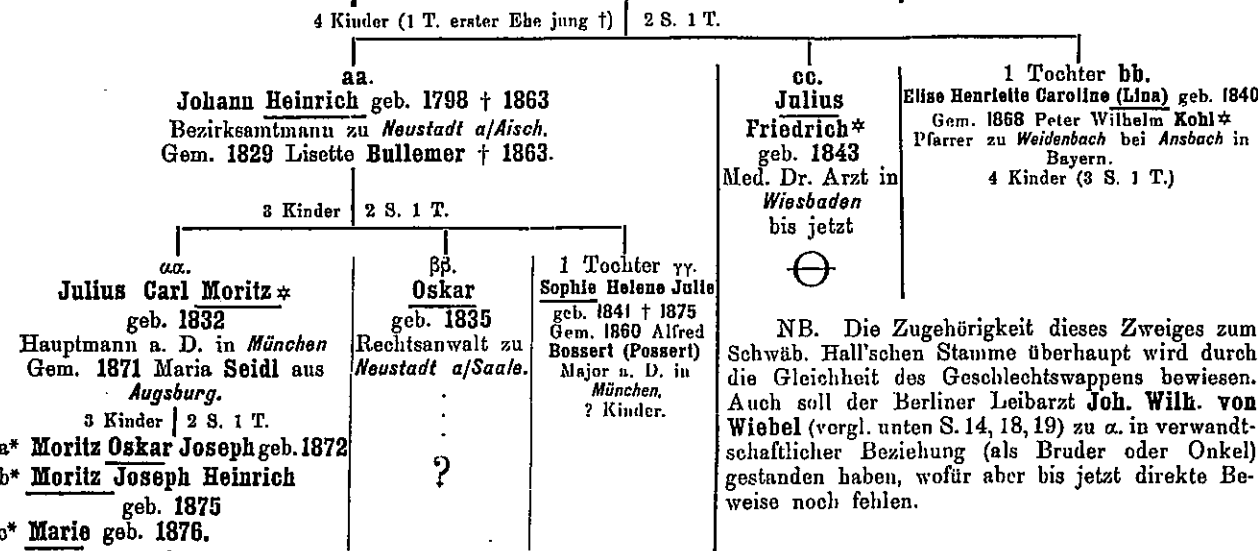 4 Kinder (1 T. erster Ehe jung †) | 2 S. 1 T.
aa.
Johann Heinrich geb. 1798 † 1863
Bezirksamtmann zu Neustadt a/Aisch.
Gem. 1829 Lisette Bullemer † 1863.
3 Kinder | 2 S. 1 T.
αα.
Julius Carl Moritz ✡
geb. 1832
Hauptmann a. D. in München
Gem. 1871 Maria Seidl aus
Augsburg.
3 Kinder | 2 S. 1 T.
a* Moritz Oskar Joseph geb. 1872
b* Moritz Joseph Heinrich
geb. 1875
c* Marie geb. 1876.
ββ.
Oskar
geb. 1835
Rechtsanwalt zu
Neustadt a/Saale.
.
.
.
?
1 Tochter γγ.
Sophie Helene Julie
geb. 1841 † 1875
Gem. 1860 Alfred
Bossert (Possert)
Major a. D. in
München.
? Kinder.
cc.
Julius
Friedrich*
geb. 1843
Med. Dr. Arzt in
Wiesbaden
bis jetzt
1 Tochter bb.
Elise Henriette Caroline (Lina) geb. 1840
Gem. 1868 Peter Wilhelm Kohl✡
Pfarrer zu Weidenbach bei Ansbach in
Bayern.
4 Kinder (3 S. 1 T.)
NB. Die Zugehörigkeit dieses Zweiges zum
Schwäb. Hall'schen Stamme überhaupt wird durch
die Gleichheit des Geschlechtswappens bewiesen.
Auch soll der Berliner Leibarzt Joh. Wilh. von
Wiebel (vergl. unten S. 14, 18, 19) zu α. in verwandt-
schaftlicher Beziehung (als Bruder oder Onkel)
gestanden haben, wofür aber bis jetzt direkte Be-
weise noch fehlen.